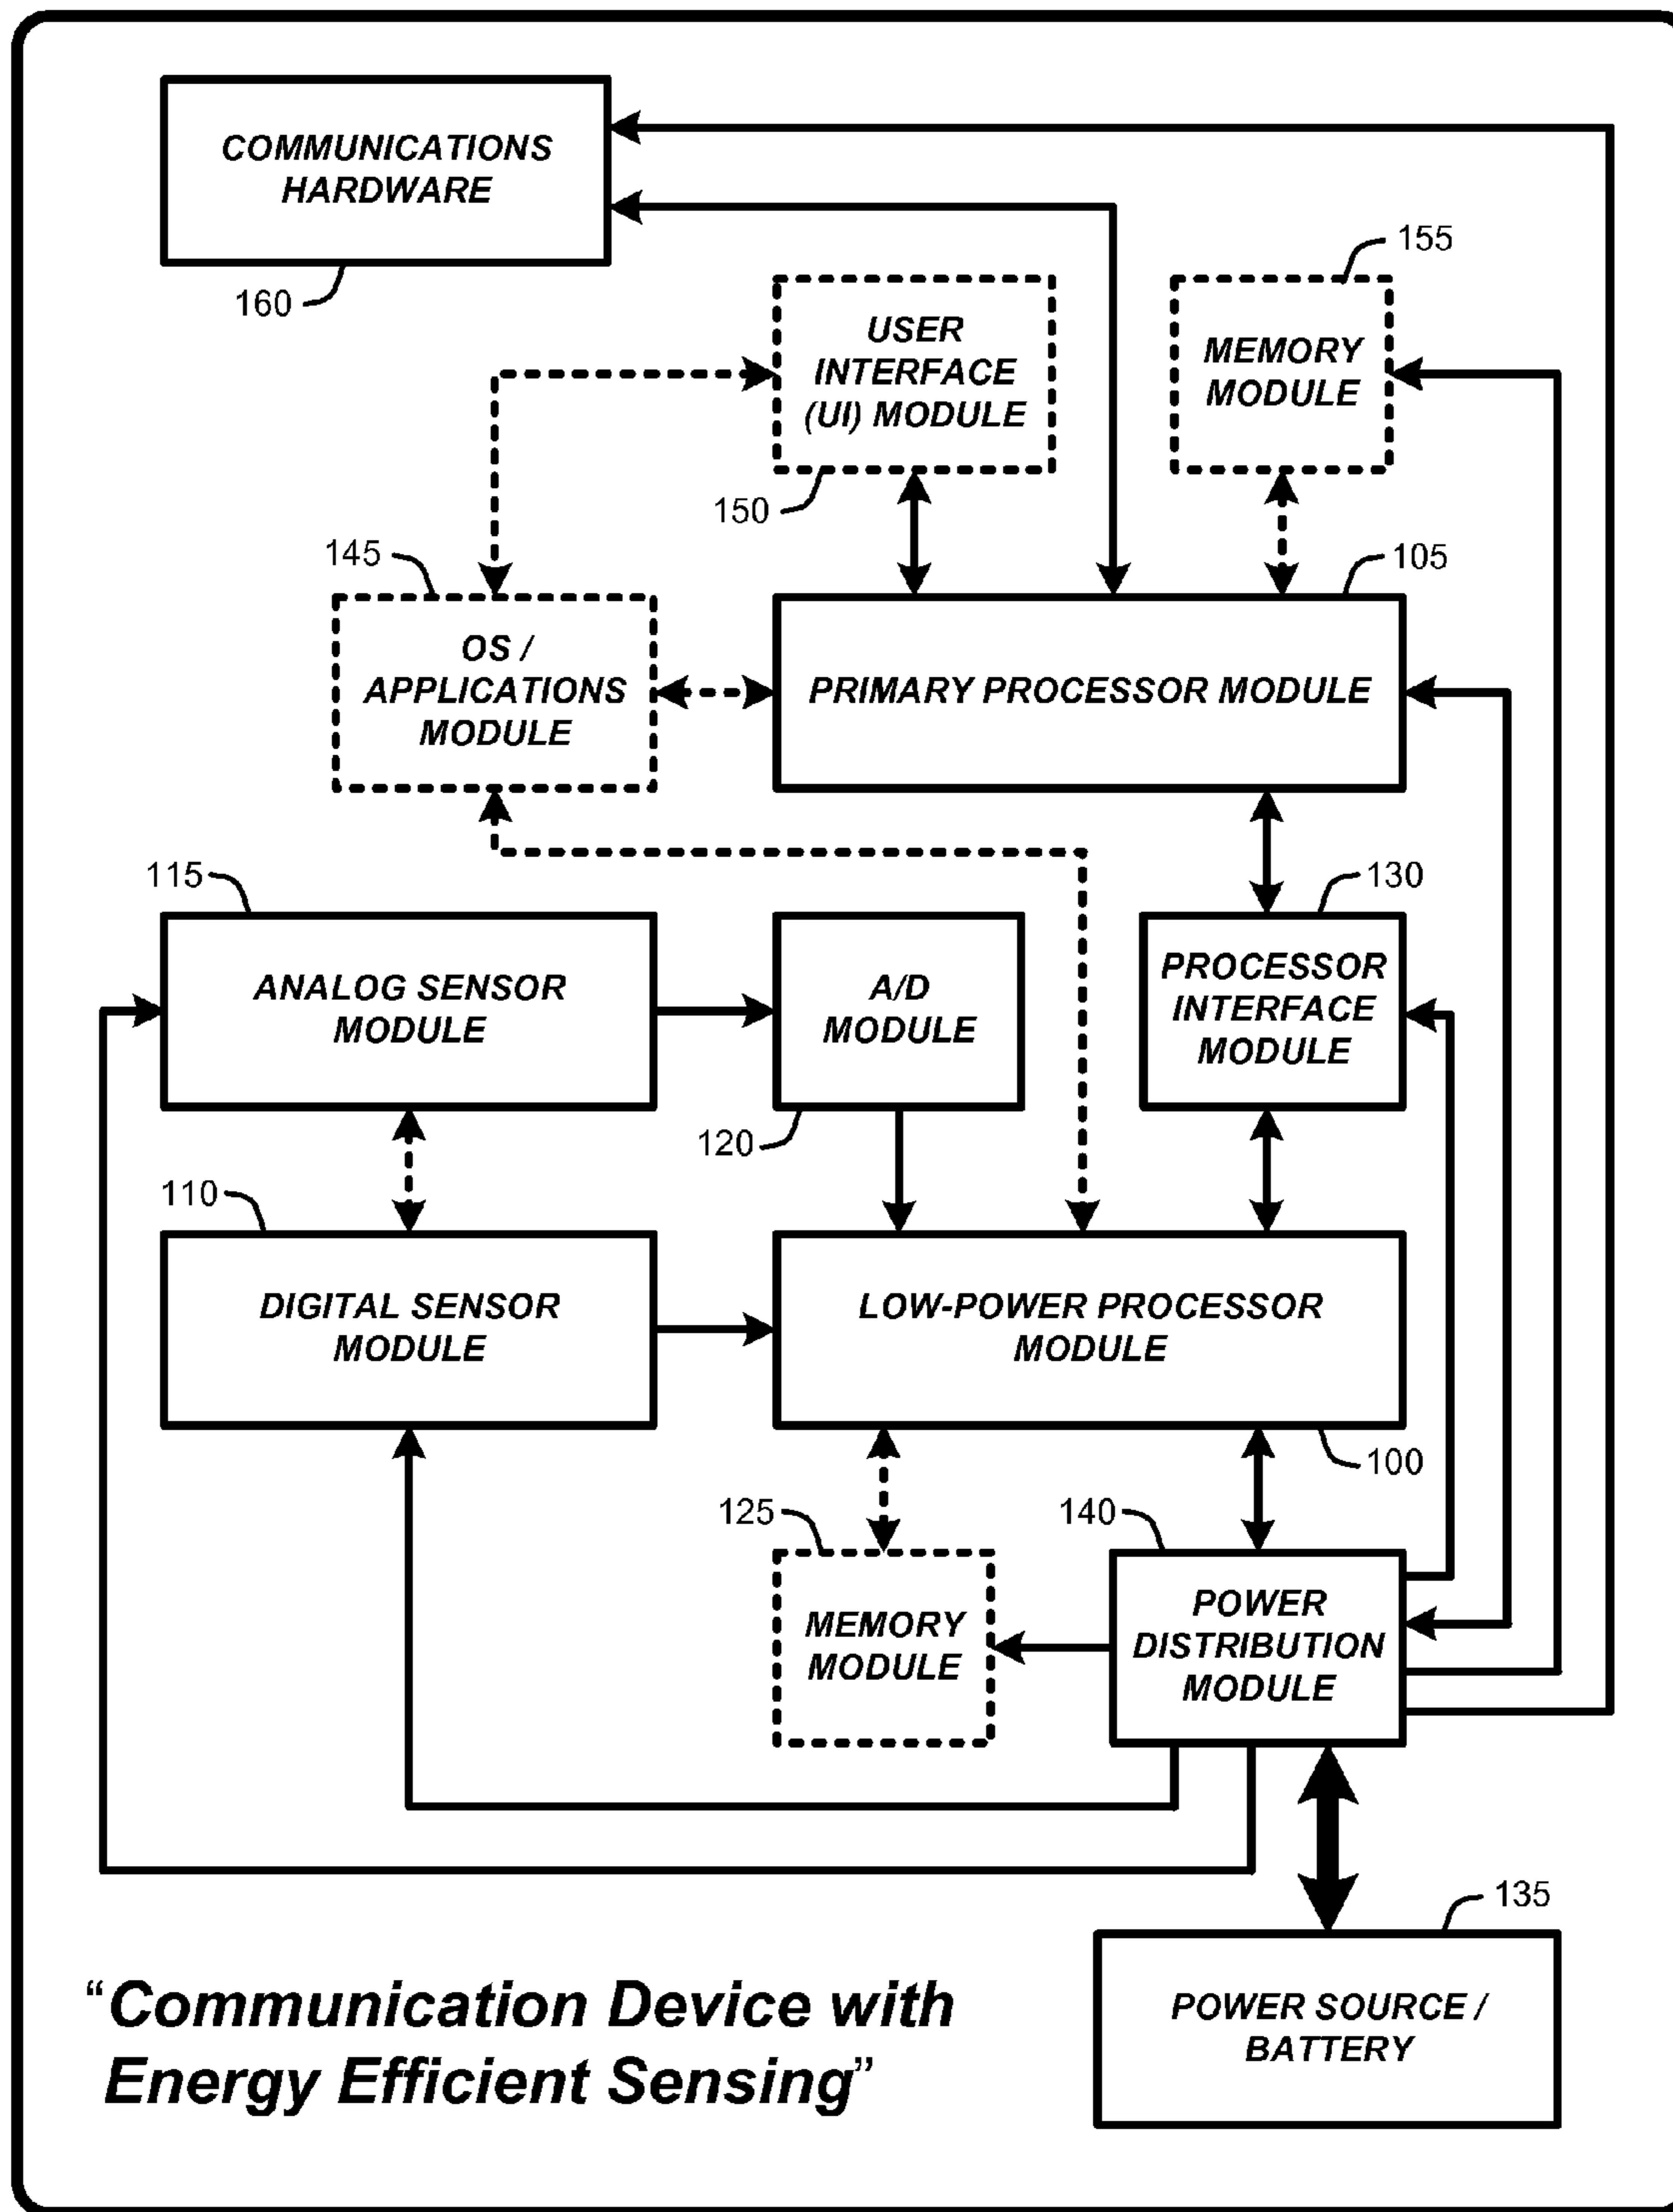 COMMUNICATIONS
HARDWARE
160
155
USER
INTERFACE
(UI) MODULE
150
MEMORY
MODULE
145
105
OS /
APPLICATIONS
MODULE
PRIMARY PROCESSOR MODULE
115
130
ANALOG SENSOR
MODULE
A/D
MODULE
120
PROCESSOR
INTERFACE
MODULE
110
DIGITAL SENSOR
MODULE
LOW-POWER PROCESSOR
MODULE
100
125
140
MEMORY
MODULE
POWER
DISTRIBUTION
MODULE
135
POWER SOURCE /
BATTERY
“Communication Device with
Energy Efficient Sensing”